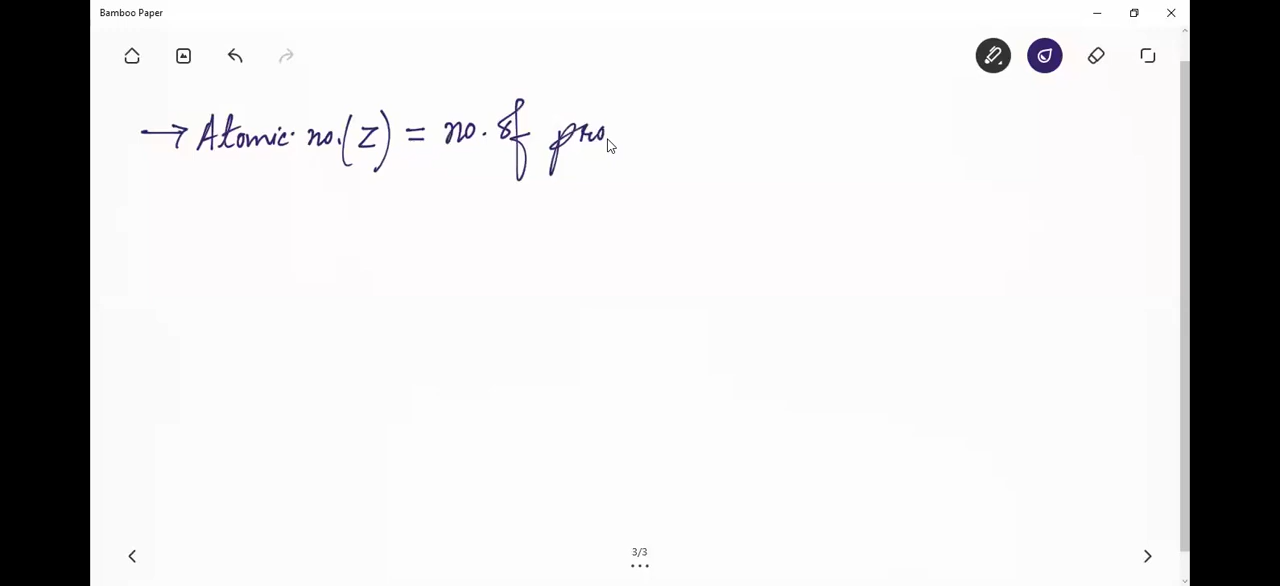 Bamboo Paper
→ Atomic no. (Z) = no. of pro
3/3